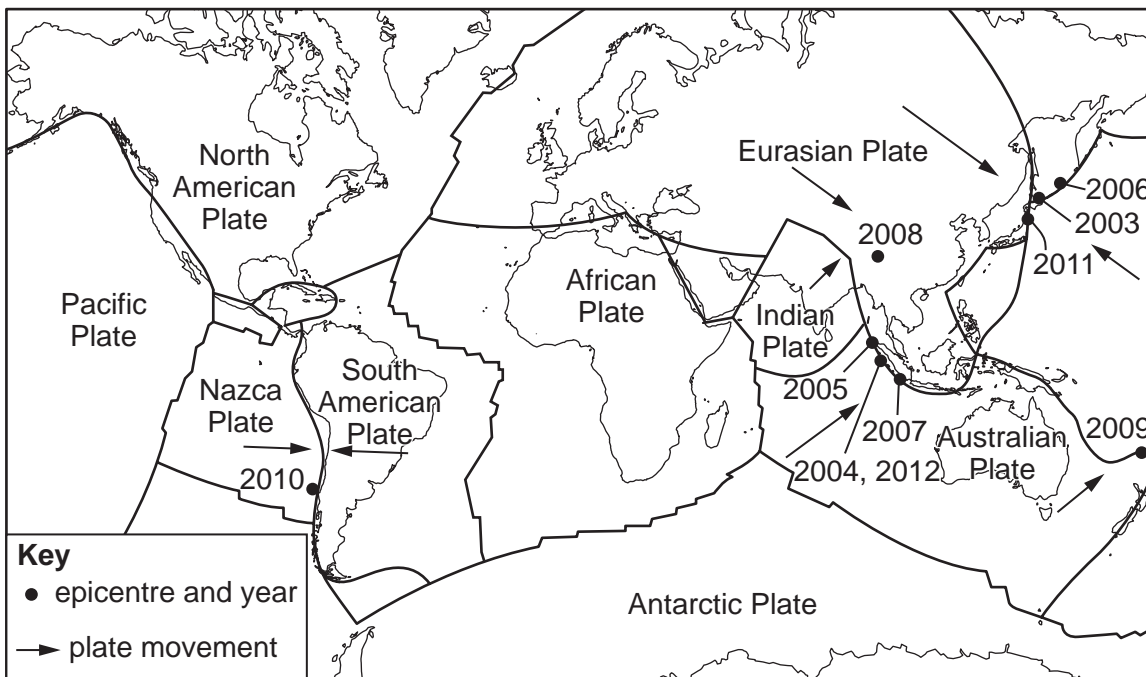 North
American
Plate
Eurasian Plate
2006
2003
2008
2011
Pacific
Plate
African
Plate
Indian
Plate
Nazca
Plate
South
American
Plate
2005
2007
2009
Australian
Plate
2004, 2012
2010
Antarctic Plate
Key
epicentre and year
plate movement